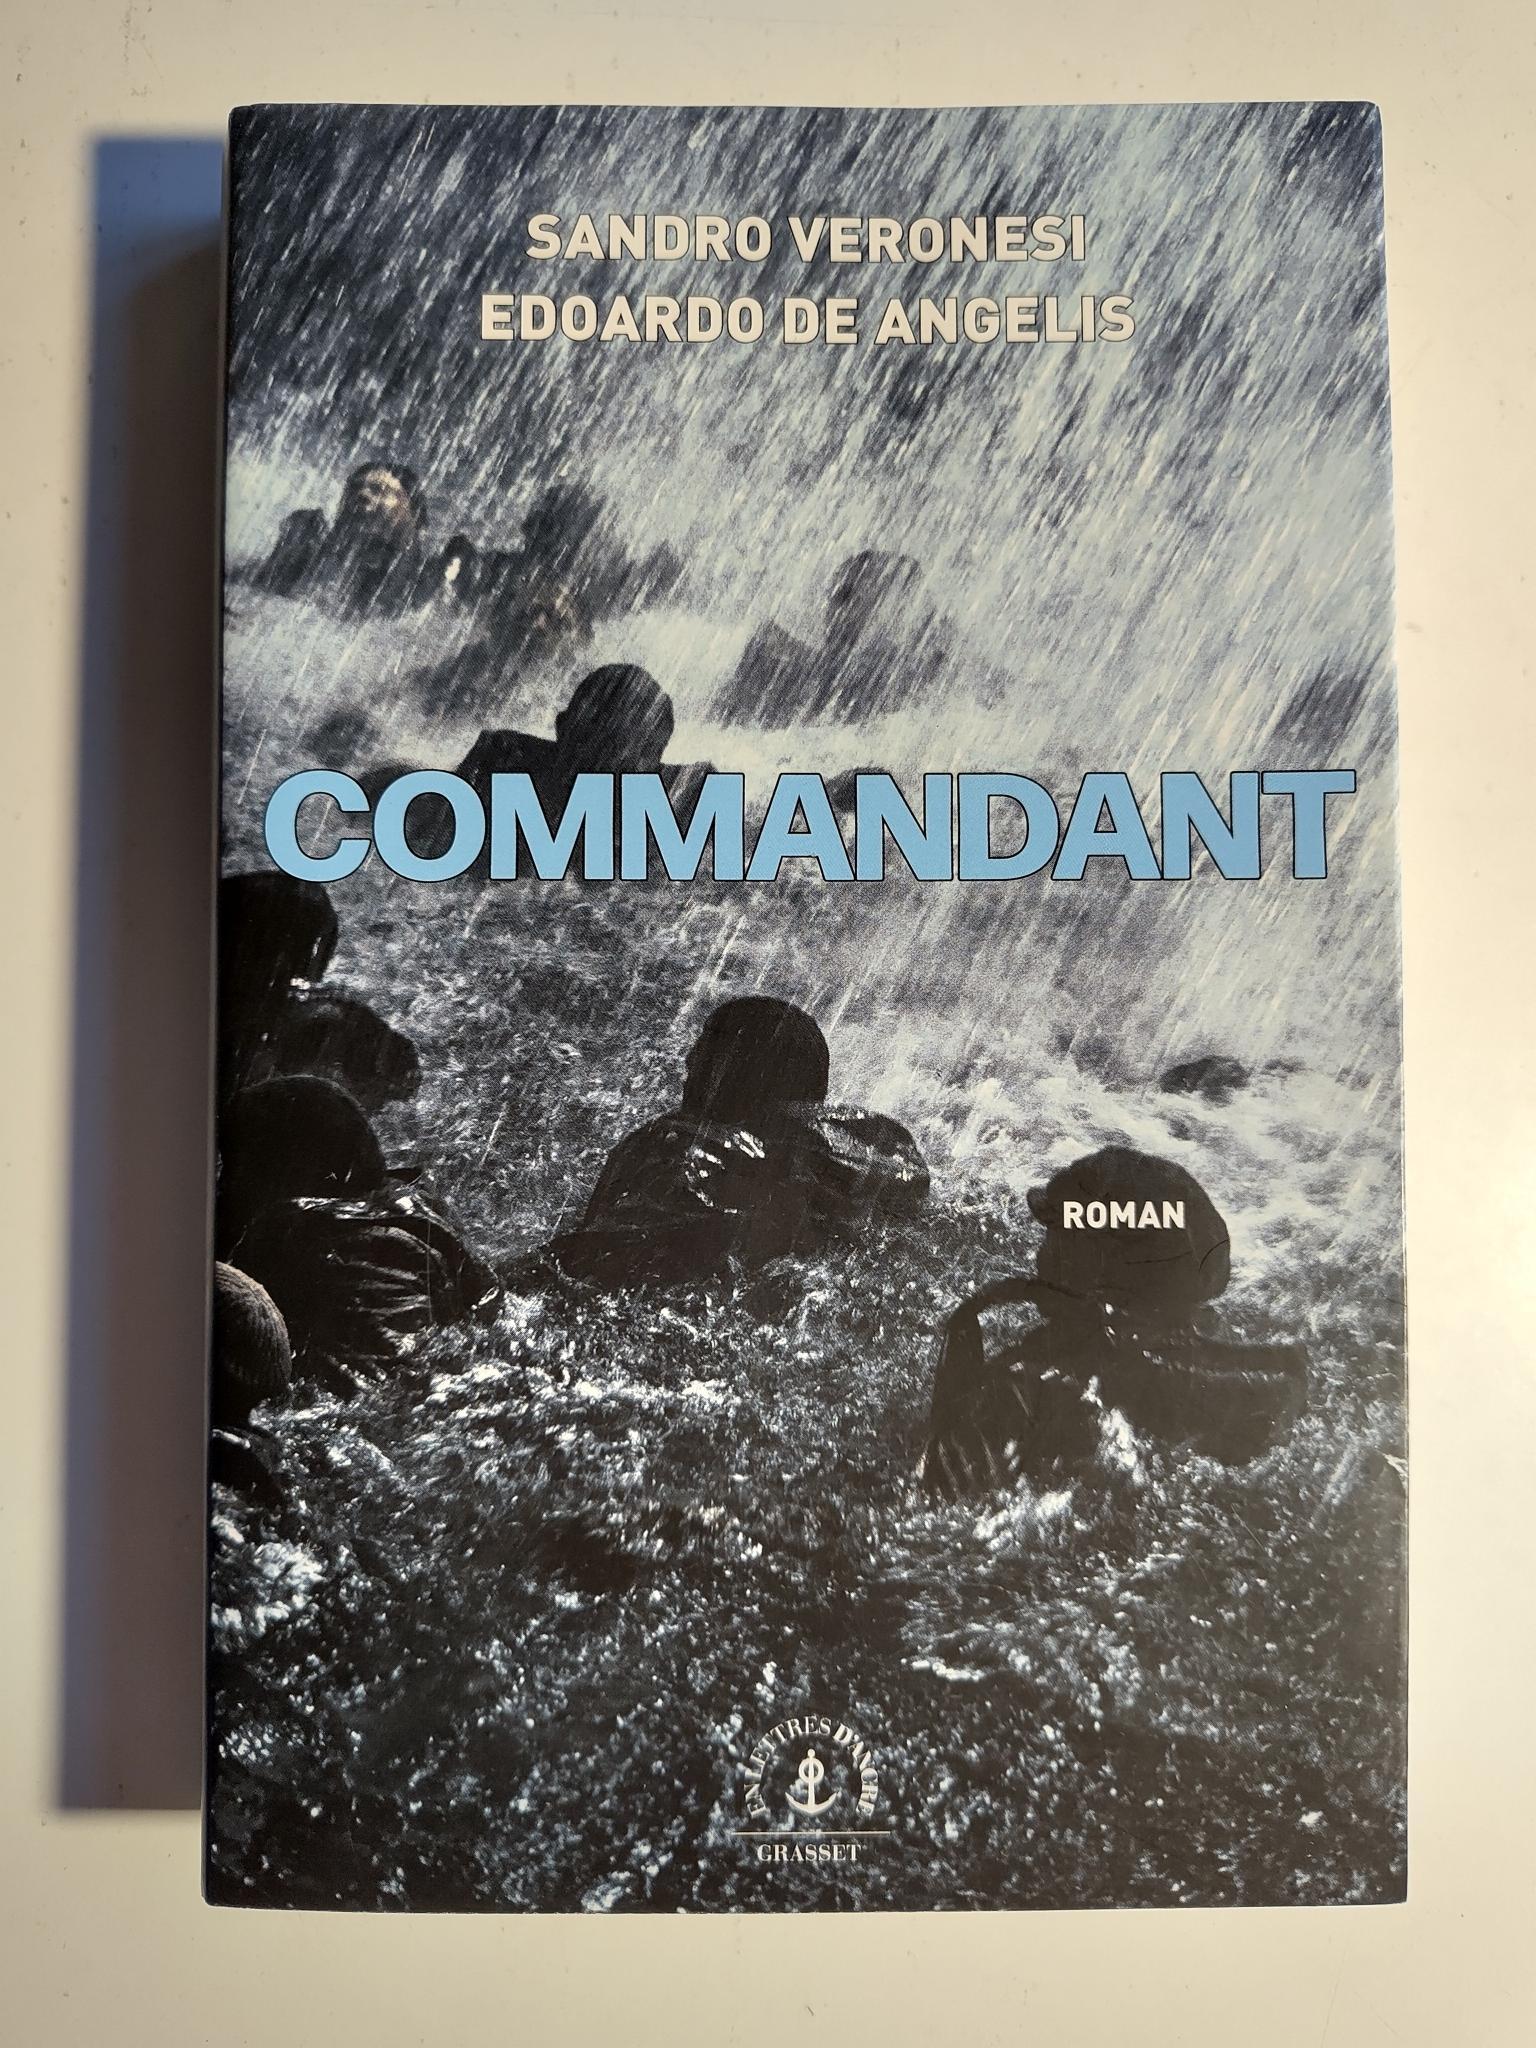 SANDRO VERONESI
EDOARDO DE ANGELIS
COMMANDANT
ROMAN
EN LETTRES D'ANCRE
GRASSET